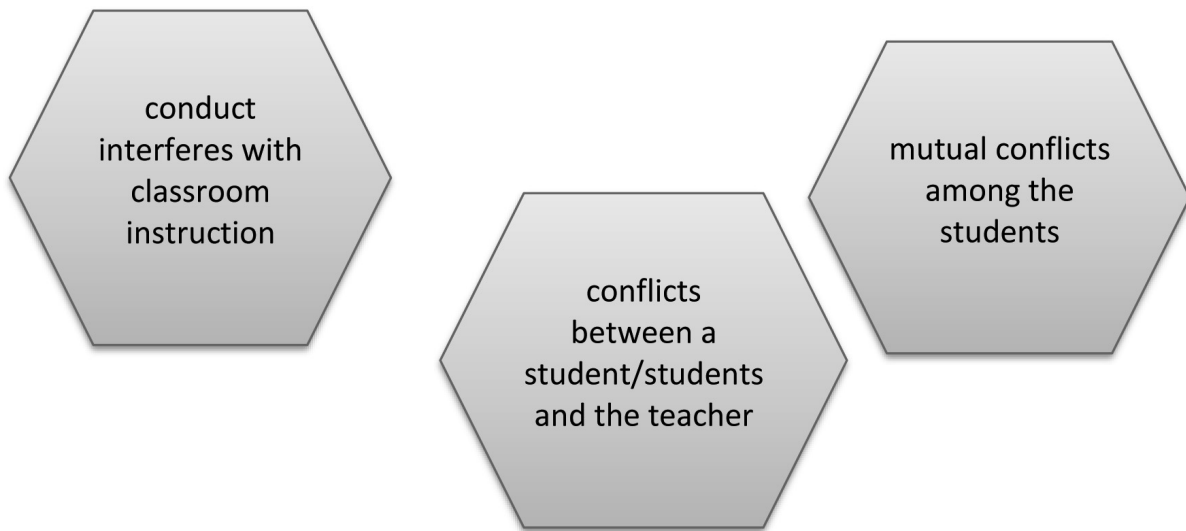 conduct
interferes with
classroom
instruction
conflicts
between a
student/students
and the teacher
mutual conflicts
among the
students